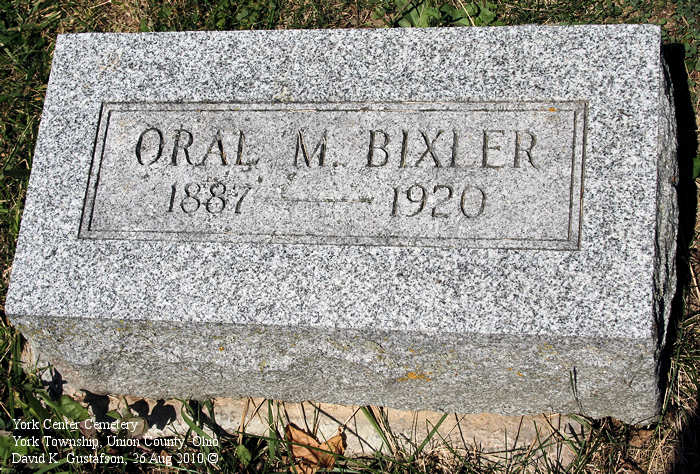 ORAL M. BIXLER
1887 — 1920
York Center Cemetery
York Township, Union County, Ohio
David K. Gustafson, 26 Aug 2010 ©